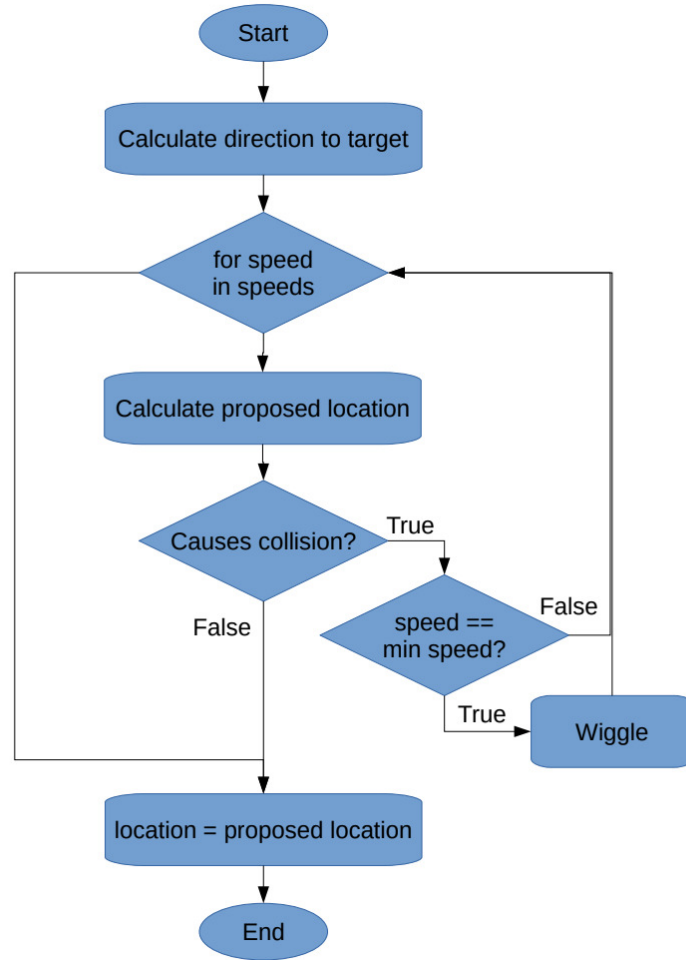 Start
Calculate direction to target
for speed
in speeds
Calculate proposed location
Causes collision?
True
False
speed ==
min speed?
False
True
Wiggle
location = proposed location
End